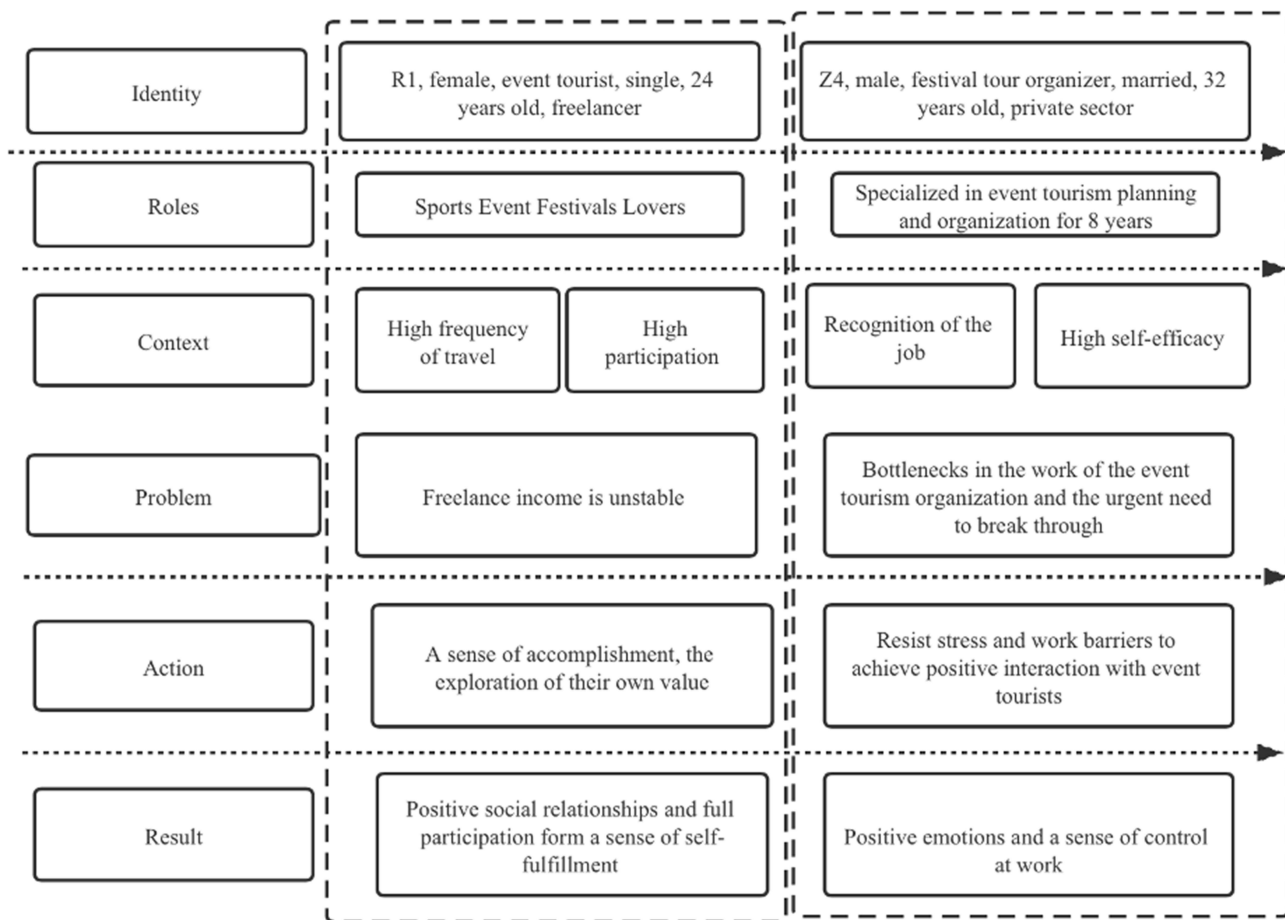 Identity
R1, female, event tourist, single, 24
years old, freelancer
Z4, male, festival tour organizer, married, 32
years old, private sector
Roles
Sports Event Festivals Lovers
Specialized in event tourism planning
and organization for 8 years
Context
High frequency
of travel
High
participation
Recognition of the
job
High self-efficacy
Problem
Freelance income is unstable
Bottlenecks in the work of the event
tourism organization and the urgent need
to break through
Action
A sense of accomplishment, the
exploration of their own value
Resist stress and work barriers to
achieve positive interaction with event
tourists
Result
Positive social relationships and full
participation form a sense of self-
fulfillment
Positive emotions and a sense of control
at work